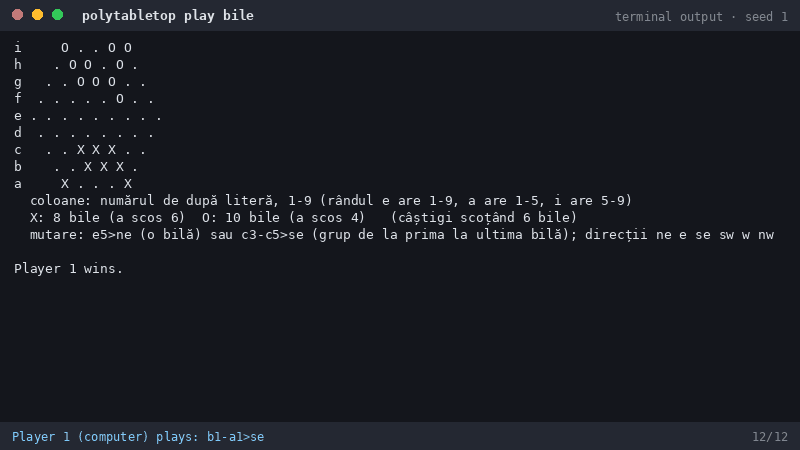 polytabletop play bile
terminal output · seed 1
i     O . . O O
h    . O O . O .
g   . . O O O . .
f  . . . . . O . .
e . . . . . . . . .
d  . . . . . . . .
c   . . X X X . .
b    . . X X X .
a     X . . . X
coloane: numărul de după literă, 1-9 (rândul e are 1-9, a are 1-5, i are 5-9)
X: 8 bile (a scos 6)  O: 10 bile (a scos 4)   (câștigi scoțând 6 bile)
mutare: e5>ne (o bilă) sau c3-c5>se (grup de la prima la ultima bilă); direcții ne e se sw w nw
Player 1 wins.
Player 1 (computer) plays: b1-a1>se
12/12